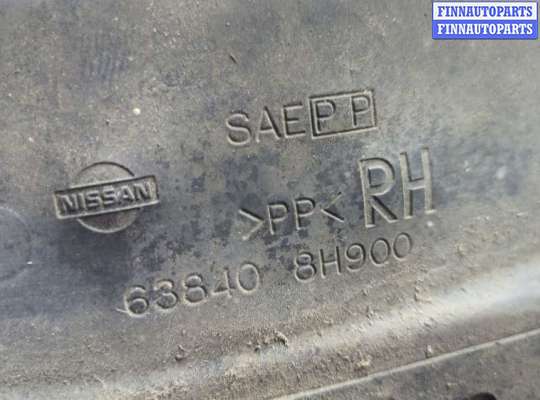 FINNAUTOPARTS
FINNAUTOPARTS
SAE PP
NISSAN
>PP< RH
63840 8H900